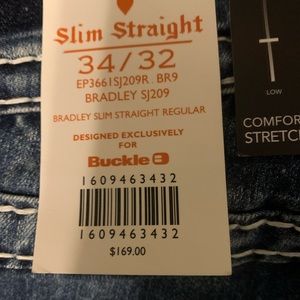 Slim Straight
34/32
EP3661SJ209R BR9
BRADLEY SJ209
BRADLEY SLIM STRAIGHT REGULAR
DESIGNED EXCLUSIVELY
FOR
Buckle B
1609463432
1609463432
$169.00
LOW
COMFOR
STRETCH